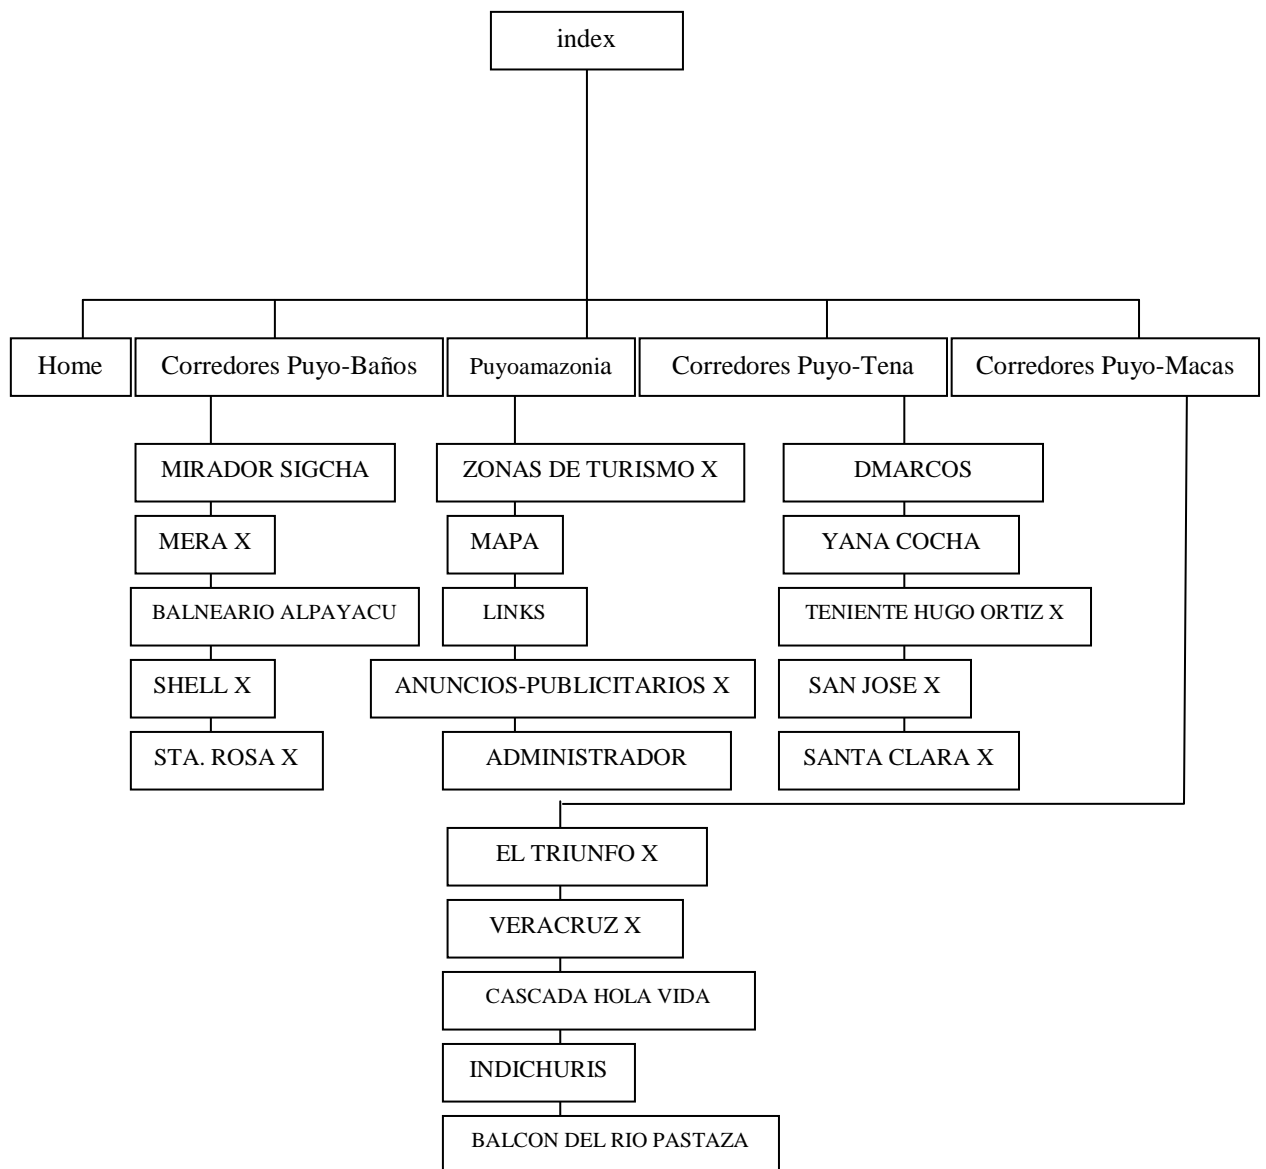 index
Home
Corredores Puyo-Baños
Puyoamazonia
Corredores Puyo-Tena
Corredores Puyo-Macas
MIRADOR SIGCHA
MERA X
BALNEARIO ALPAYACU
SHELL X
STA. ROSA X
ZONAS DE TURISMO X
MAPA
LINKS
ANUNCIOS-PUBLICITARIOS X
ADMINISTRADOR
DMARCOS
YANA COCHA
TENIENTE HUGO ORTIZ X
SAN JOSE X
SANTA CLARA X
EL TRIUNFO X
VERACRUZ X
CASCADA HOLA VIDA
INDICHURIS
BALCON DEL RIO PASTAZA